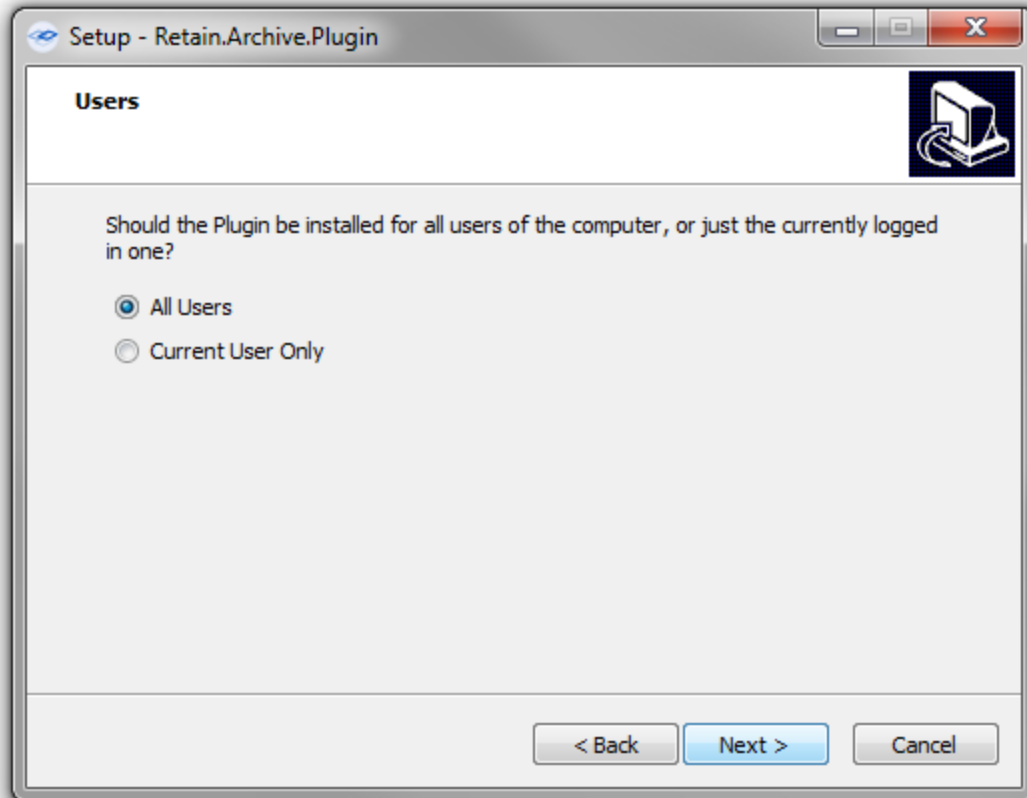 Setup - Retain.Archive.Plugin
Users
Should the Plugin be installed for all users of the computer, or just the currently logged
in one?
All Users
Current User Only
< Back Next > Cancel